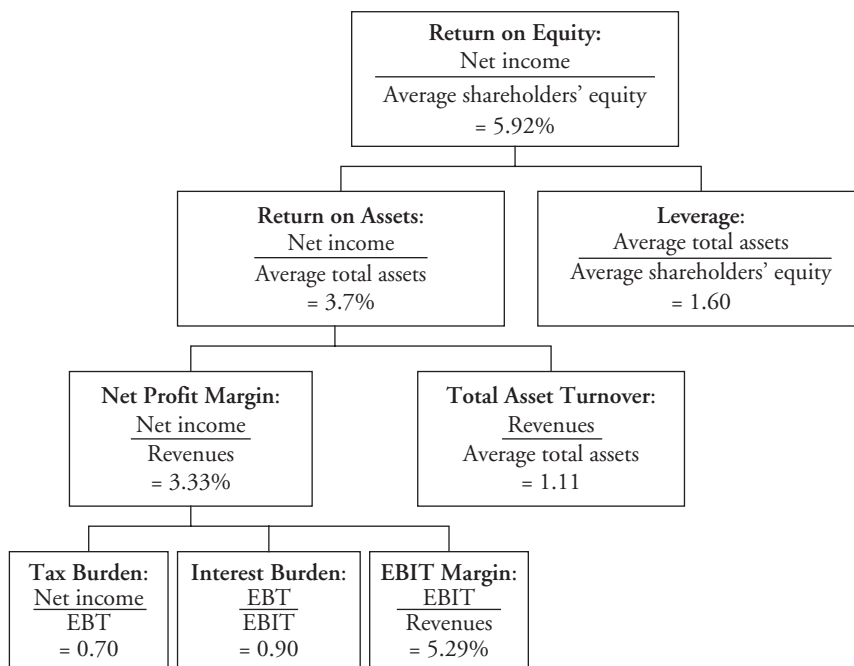 Return on Equity:
Net income
Average shareholders’ equity
= 5.92%
Return on Assets:
Net income
Average total assets
= 3.7%
Leverage:
Average total assets
Average shareholders’ equity
= 1.60
Net Profit Margin:
Net income
Revenues
= 3.33%
Total Asset Turnover:
Revenues
Average total assets
= 1.11
Tax Burden:
Net income
EBT
= 0.70
Interest Burden:
EBT
EBIT
= 0.90
EBIT Margin:
EBIT
Revenues
= 5.29%